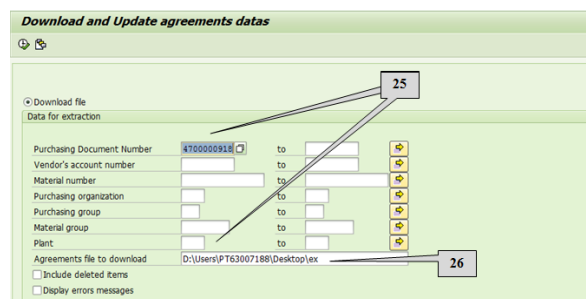 Download and Update agreements datas
25
Download file
Data for extraction
Purchasing Document Number 4700000918 to
Vendor's account number to
Material number to
Purchasing organization to
Purchasing group to
Material group to
Plant to
Agreements file to download D:\Users\PT63007188\Desktop\ex
26
Include deleted items
Display errors messages